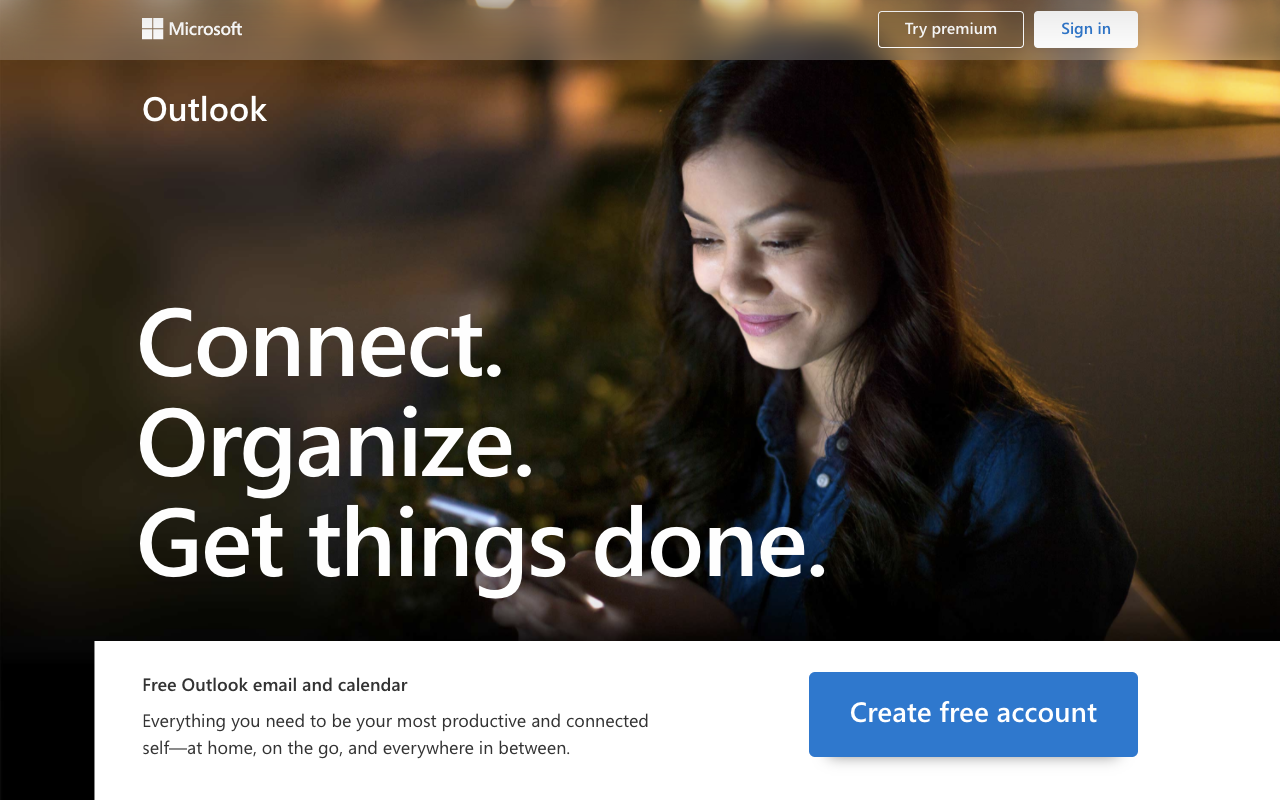 Microsoft
Try premium
Sign in
Outlook
Connect.
Organize.
Get things done.
Free Outlook email and calendar
Everything you need to be your most productive and connected
self—at home, on the go, and everywhere in between.
Create free account